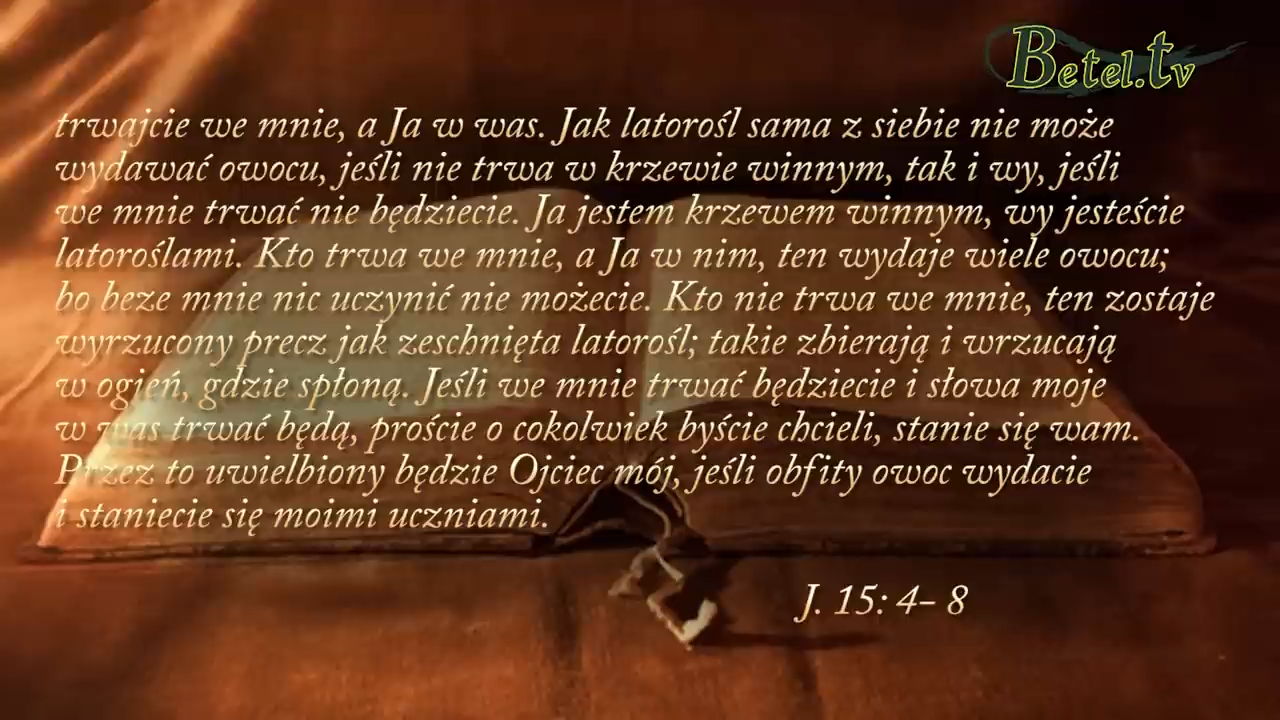 Betel.tv
trwajcie we mnie, a Ja w was. Jak latorośl sama z siebie nie może
wydawać owocu, jeśli nie trwa w krzewie winnym, tak i wy, jeśli
we mnie trwać nie będziecie. Ja jestem krzewem winnym, wy jesteście
latoroślami. Kto trwa we mnie, a Ja w nim, ten wydaje wiele owocu;
bo beze mnie nic uczynić nie możecie. Kto nie trwa we mnie, ten zostaje
wyrzucony precz jak zeschnięta latorośl; takie zbierają i wrzucają
w ogień, gdzie spłoną. Jeśli we mnie trwać będziecie i słowa moje
w was trwać będą, proście o cokolwiek byście chcieli, stanie się wam.
Przez to uwielbiony będzie Ojciec mój, jeśli obfity owoc wydacie
i staniecie się moimi uczniami.
J. 15: 4– 8